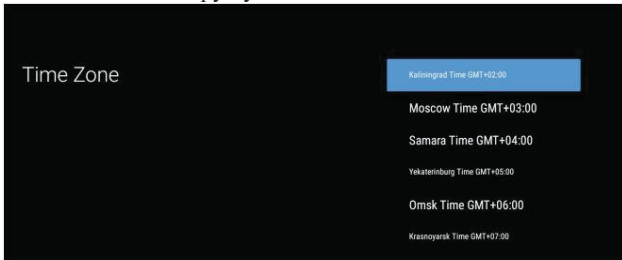 Time Zone
Kaliningrad Time GMT+02:00
Moscow Time GMT+03:00
Samara Time GMT+04:00
Yekaterinburg Time GMT+05:00
Omsk Time GMT+06:00
Krasnoyarsk Time GMT+07:00